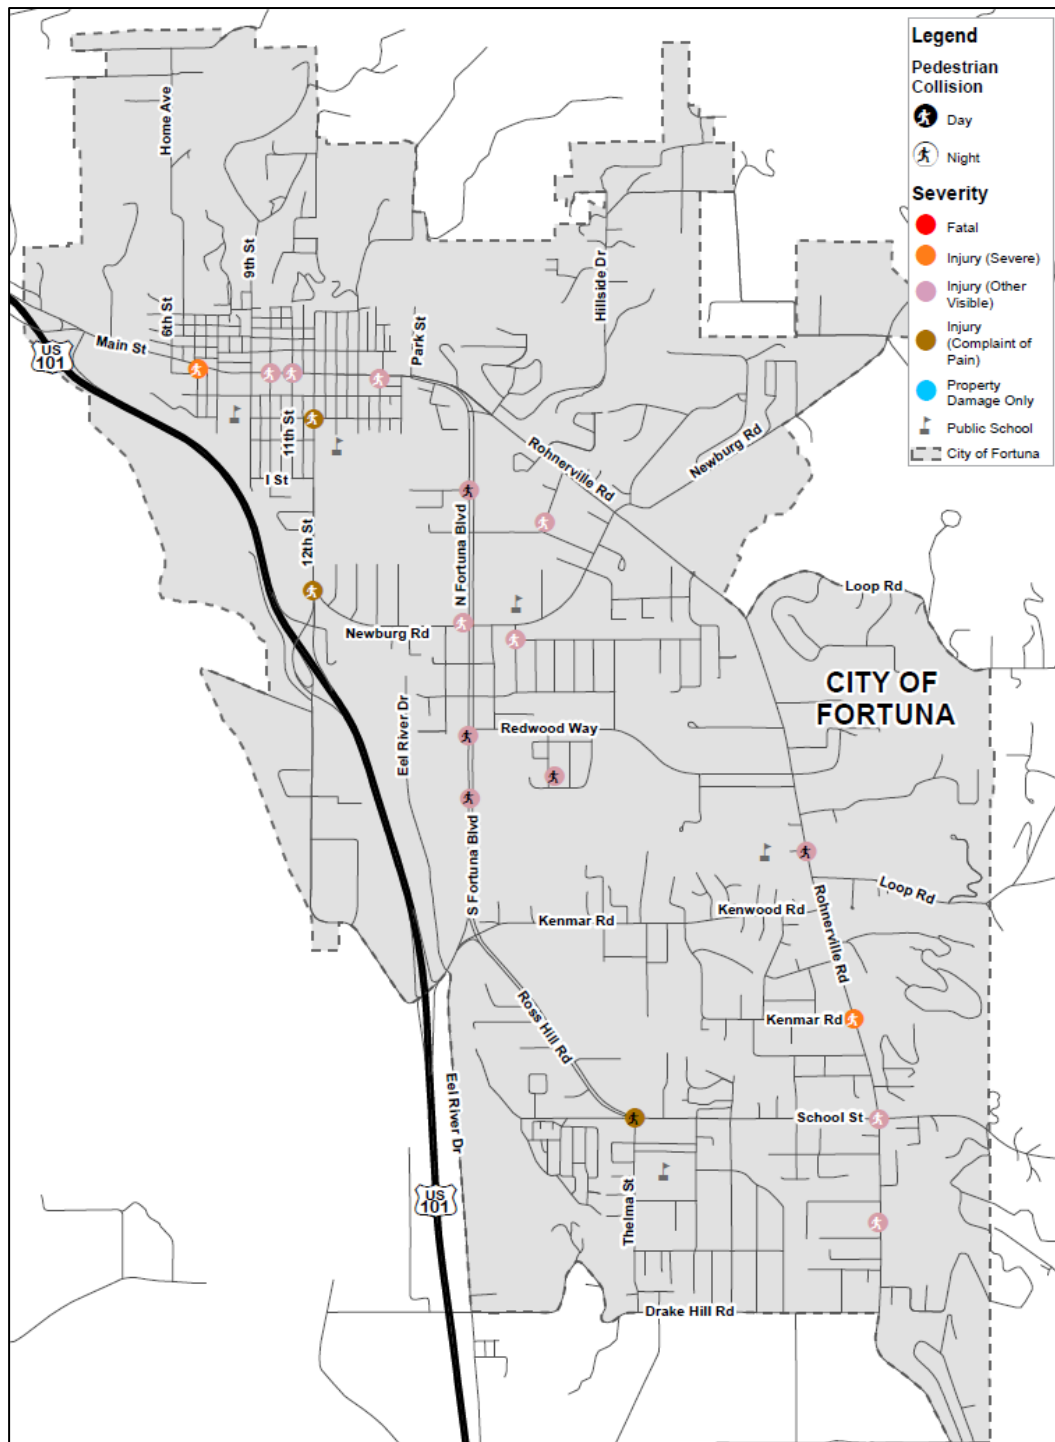 Legend
Pedestrian
Collision
Day
Night
Severity
Fatal
Injury (Severe)
Injury (Other
Visible)
Injury
(Complaint of
Pain)
Property
Damage Only
Public School
City of Fortuna
Home Ave
9th St
6th St
Main St
US
101
Park St
Hillside Dr
11th St
I St
12th St
Rohnerville Rd
Newburg Rd
N Fortuna Blvd
Newburg Rd
Loop Rd
CITY OF
FORTUNA
Eel River Dr
Redwood Way
S Fortuna Blvd
Kenmar Rd
Kenwood Rd
Loop Rd
Rohnerville Rd
Ross Hill Rd
Kenmar Rd
Eel River Dr
School St
US
101
Thelma St
Drake Hill Rd